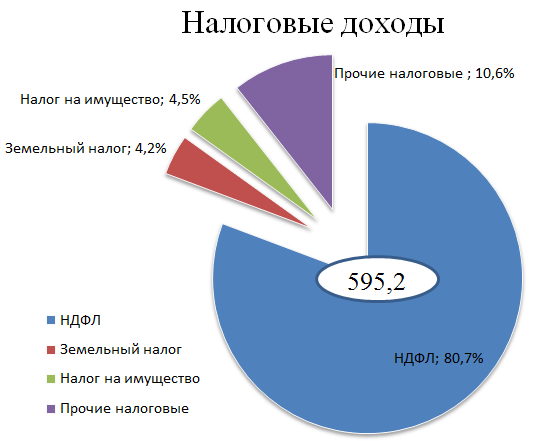 Налоговые доходы
Прочие налоговые ; 10,6%
Налог на имущество; 4,5%
Земельный налог; 4,2%
595,2
НДФЛ; 80,7%
НДФЛ
Земельный налог
Налог на имущество
Прочие налоговые